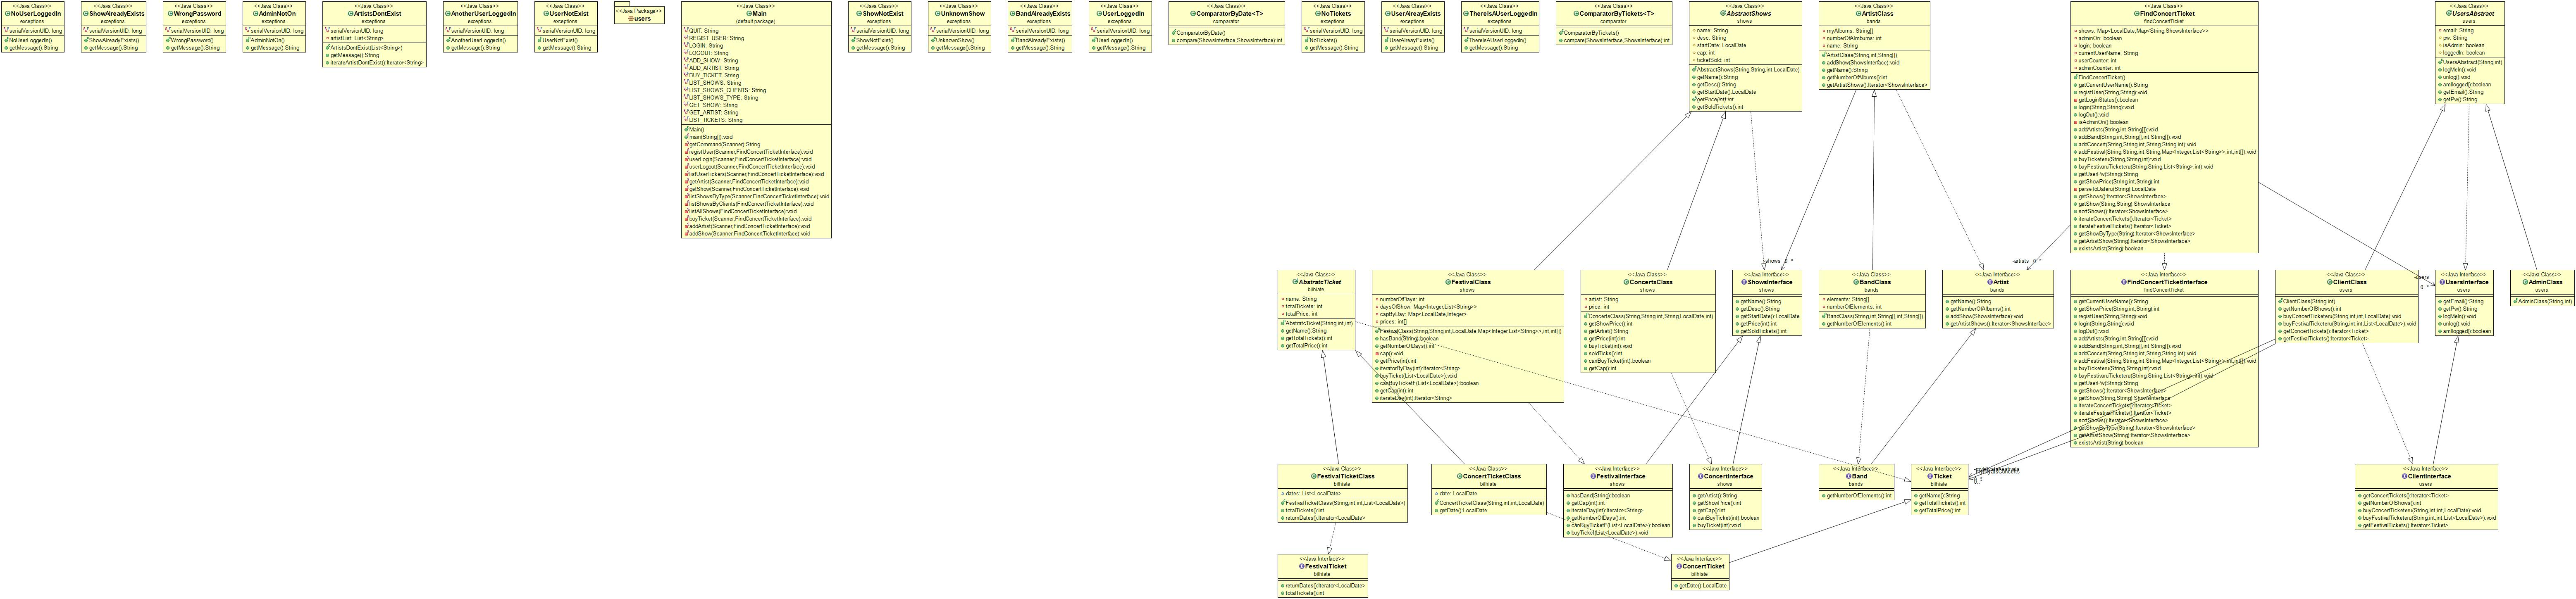 <<Java Class>>
NoUserLoggedIn
exceptions
serialVersionUID: long
NoUserLoggedIn()
getMessage():String
<<Java Class>>
ShowAlreadyExists
exceptions
serialVersionUID: long
ShowAlreadyExists()
getMessage():String
<<Java Class>>
WrongPassword
exceptions
serialVersionUID: long
WrongPassword()
getMessage():String
<<Java Class>>
AdminNotOn
exceptions
serialVersionUID: long
AdminNotOn()
getMessage():String
<<Java Class>>
ArtistsDontExist
exceptions
serialVersionUID: long
artistList: List<String>
ArtistsDontExist(List<String>)
getMessage():String
iterateArtistDontExist():Iterator<String>
<<Java Class>>
AnotherUserLoggedIn
exceptions
serialVersionUID: long
AnotherUserLoggedIn()
getMessage():String
<<Java Class>>
UserNotExist
exceptions
serialVersionUID: long
UserNotExist()
getMessage():String
<<Java Package>>
users
<<Java Class>>
Main
(default package)
QUIT: String
REGIST_USER: String
LOGIN: String
LOGOUT: String
ADD_SHOW: String
ADD_ARTIST: String
BUY_TICKET: String
LIST_SHOWS: String
LIST_SHOWS_CLIENTS: String
LIST_SHOWS_TYPE: String
GET_SHOW: String
GET_ARTIST: String
LIST_TICKETS: String
Main()
main(String[]):void
getCommand(Scanner):String
registUser(Scanner,FindConcertTicketInterface):void
userLogin(Scanner,FindConcertTicketInterface):void
userLogout(Scanner,FindConcertTicketInterface):void
listUserTickers(Scanner,FindConcertTicketInterface):void
getArtist(Scanner,FindConcertTicketInterface):void
getShow(Scanner,FindConcertTicketInterface):void
listShowsByType(Scanner,FindConcertTicketInterface):void
listShowsByClients(FindConcertTicketInterface):void
listAllShows(FindConcertTicketInterface):void
buyTicket(Scanner,FindConcertTicketInterface):void
addArtist(Scanner,FindConcertTicketInterface):void
addShow(Scanner,FindConcertTicketInterface):void
<<Java Class>>
ShowNotExist
exceptions
serialVersionUID: long
ShowNotExist()
getMessage():String
<<Java Class>>
UnknownShow
exceptions
serialVersionUID: long
UnknownShow()
getMessage():String
<<Java Class>>
BandAlreadyExists
exceptions
serialVersionUID: long
BandAlreadyExists()
getMessage():String
<<Java Class>>
UserLoggedIn
exceptions
serialVersionUID: long
UserLoggedIn()
getMessage():String
<<Java Class>>
ComparatorByDate<T>
comparator
ComparatorByDate()
compare(ShowsInterface,ShowsInterface):int
<<Java Class>>
NoTickets
exceptions
serialVersionUID: long
NoTickets()
getMessage():String
<<Java Class>>
UserAlreayExists
exceptions
serialVersionUID: long
UserAlreayExists()
getMessage():String
<<Java Class>>
ThereIsAUserLoggedIn
exceptions
serialVersionUID: long
ThereIsAUserLoggedIn()
getMessage():String
<<Java Class>>
ComparatorByTickets<T>
comparator
ComparatorByTickets()
compare(ShowsInterface,ShowsInterface):int
<<Java Class>>
AbstractShows
shows
name: String
desc: String
startDate: LocalDate
cap: int
ticketSold: int
AbstractShows(String,String,int,LocalDate)
getName():String
getDesc():String
getStartDate():LocalDate
getPrice(int):int
getSoldTickets():int
<<Java Class>>
ArtistClass
bands
myAlbums: String[]
numberOfAlmbuns: int
name: String
ArtistClass(String,int,String[])
addShow(ShowsInterface):void
getName():String
getNumberOfAlbums():int
getArtistShows():Iterator<ShowsInterface>
<<Java Class>>
FindConcertTicket
findConcertTicket
shows: Map<LocalDate,Map<String,ShowsInterface>>
adminOn: boolean
login: boolean
currentUserName: String
userCounter: int
adminCounter: int
FindConcertTicket()
getCurrentUserName():String
registUser(String,String):void
getLoginStatus():boolean
login(String,String):void
logOut():void
isAdminOn():boolean
addArtists(String,int,String[]):void
addBand(String,int,String[],int,String[]):void
addConcert(String,String,int,String,String,int):void
addFestival(String,String,int,String,Map<Integer,List<String>>,int,int[]):void
buyTicketeru(String,String,int):void
buyFestivaruTicketeru(String,String,List<String>,int):void
getUserPw(String):String
getShowPrice(String,int,String):int
parseToDateru(String):LocalDate
getShows():Iterator<ShowsInterface>
getShow(String,String):ShowsInterface
sortShows():Iterator<ShowsInterface>
iterateConcertTickets():Iterator<Ticket>
iterateFestivalTickets():Iterator<Ticket>
getShowByType(String):Iterator<ShowsInterface>
getArtistShow(String):Iterator<ShowsInterface>
existsArtist(String):boolean
<<Java Class>>
UsersAbstract
users
email: String
pw: String
isAdmin: boolean
loggedIn: boolean
UsersAbstract(String,int)
logMeIn():void
unlog():void
amIlogged():boolean
getEmail():String
getPw():String
-shows 0..*
-artists 0..*
-users
0..*
<<Java Class>>
AbstratcTicket
bilhiate
name: String
totalTickets: int
totalPrice: int
AbstratcTicket(String,int,int)
getName():String
getTotalTickets():int
getTotalPrice():int
<<Java Class>>
FestivalClass
shows
numberOfDays: int
daysOfShow: Map<Integer,List<String>>
capByDay: Map<LocalDate,Integer>
prices: int[]
FestivalClass(String,String,int,LocalDate,Map<Integer,List<String>>,int,int[])
hasBand(String):boolean
getNumberOfDays():int
cap():void
getPrice(int):int
iteratorByDay(int):Iterator<String>
buyTicket(List<LocalDate>):void
canBuyTicketF(List<LocalDate>):boolean
getCap(int):int
iterateDay(int):Iterator<String>
<<Java Class>>
ConcertsClass
shows
artist: String
price: int
ConcertsClass(String,String,int,String,LocalDate,int)
getShowPrice():int
getArtist():String
getPrice(int):int
buyTicket(int):void
soldTicks():int
canBuyTicket(int):boolean
getCap():int
<<Java Interface>>
ShowsInterface
shows
getName():String
getDesc():String
getStartDate():LocalDate
getPrice(int):int
getSoldTickets():int
<<Java Class>>
BandClass
bands
elements: String[]
numberOfElements: int
BandClass(String,int,String[],int,String[])
getNumberOfElements():int
<<Java Interface>>
Artist
bands
getName():String
getNumberOfAlbums():int
addShow(ShowsInterface):void
getArtistShows():Iterator<ShowsInterface>
<<Java Interface>>
FindConcertTicketInterface
findConcertTicket
getCurrentUserName():String
getShowPrice(String,int,String):int
registUser(String,String):void
login(String,String):void
logOut():void
addArtists(String,int,String[]):void
addBand(String,int,String[],int,String[]):void
addConcert(String,String,int,String,String,int):void
addFestival(String,String,int,String,Map<Integer,List<String>>,int,int[]):void
buyTicketeru(String,String,int):void
buyFestivaruTicketeru(String,String,List<String>,int):void
getUserPw(String):String
getShows():Iterator<ShowsInterface>
getShow(String,String):ShowsInterface
iterateConcertTickets():Iterator<Ticket>
iterateFestivalTickets():Iterator<Ticket>
sortShows():Iterator<ShowsInterface>
getShowByType(String):Iterator<ShowsInterface>
getArtistShow(String):Iterator<ShowsInterface>
existsArtist(String):boolean
<<Java Class>>
ClientClass
users
ClientClass(String,int)
getNumberOfShows():int
buyConcertTicketeru(String,int,int,LocalDate):void
buyFestivalTicketeru(String,int,int,List<LocalDate>):void
getConcertTickets():Iterator<Ticket>
getFestivalTickets():Iterator<Ticket>
<<Java Interface>>
UsersInterface
users
getEmail():String
getPw():String
logMeIn():void
unlog():void
amIlogged():boolean
<<Java Class>>
AdminClass
users
AdminClass(String,int)
<<Java Class>>
FestivalTicketClass
bilhiate
dates: List<LocalDate>
FestivalTicketClass(String,int,int,List<LocalDate>)
totalTickets():int
returnDates():Iterator<LocalDate>
<<Java Class>>
ConcertTicketClass
bilhiate
date: LocalDate
ConcertTicketClass(String,int,int,LocalDate)
getDate():LocalDate
<<Java Interface>>
FestivalInterface
shows
hasBand(String):boolean
getCap(int):int
iterateDay(int):Iterator<String>
getNumberOfDays():int
canBuyTicketF(List<LocalDate>):boolean
buyTicket(List<LocalDate>):void
<<Java Interface>>
ConcertInterface
shows
getArtist():String
getShowPrice():int
getCap():int
canBuyTicket(int):boolean
buyTicket(int):void
<<Java Interface>>
Band
bands
getNumberOfElements():int
<<Java Interface>>
Ticket
bilhiate
getName():String
getTotalTickets():int
getTotalPrice():int
<<Java Interface>>
ClientInterface
users
getConcertTickets():Iterator<Ticket>
getNumberOfShows():int
buyConcertTicketeru(String,int,int,LocalDate):void
buyFestivalTicketeru(String,int,int,List<LocalDate>):void
getFestivalTickets():Iterator<Ticket>
<<Java Interface>>
FestivalTicket
bilhiate
returnDates():Iterator<LocalDate>
totalTickets():int
<<Java Interface>>
ConcertTicket
bilhiate
getDate():LocalDate